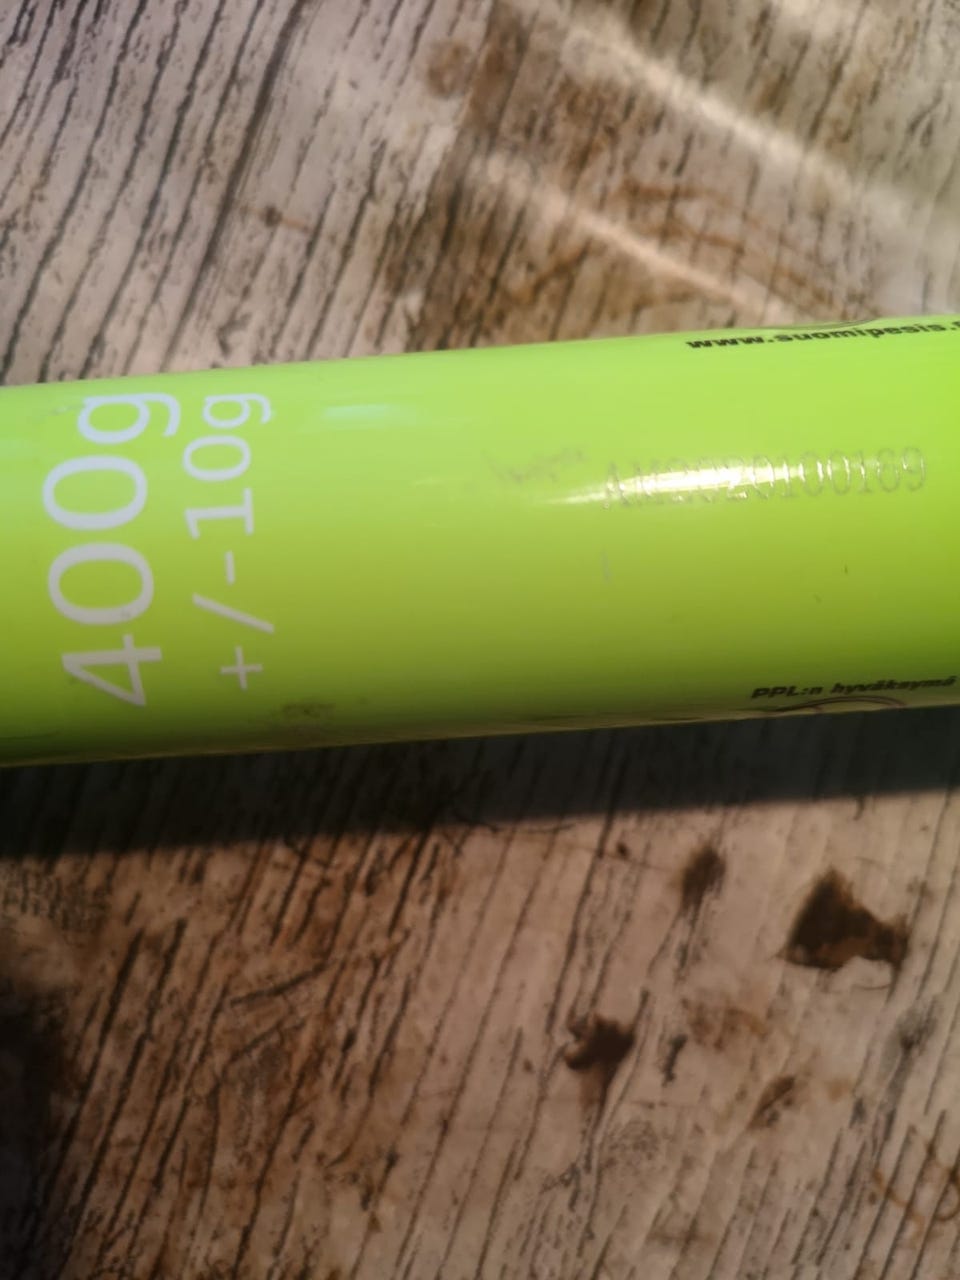 400g
+/-10g
www.suomipesis.
PPL:n hyväksymä